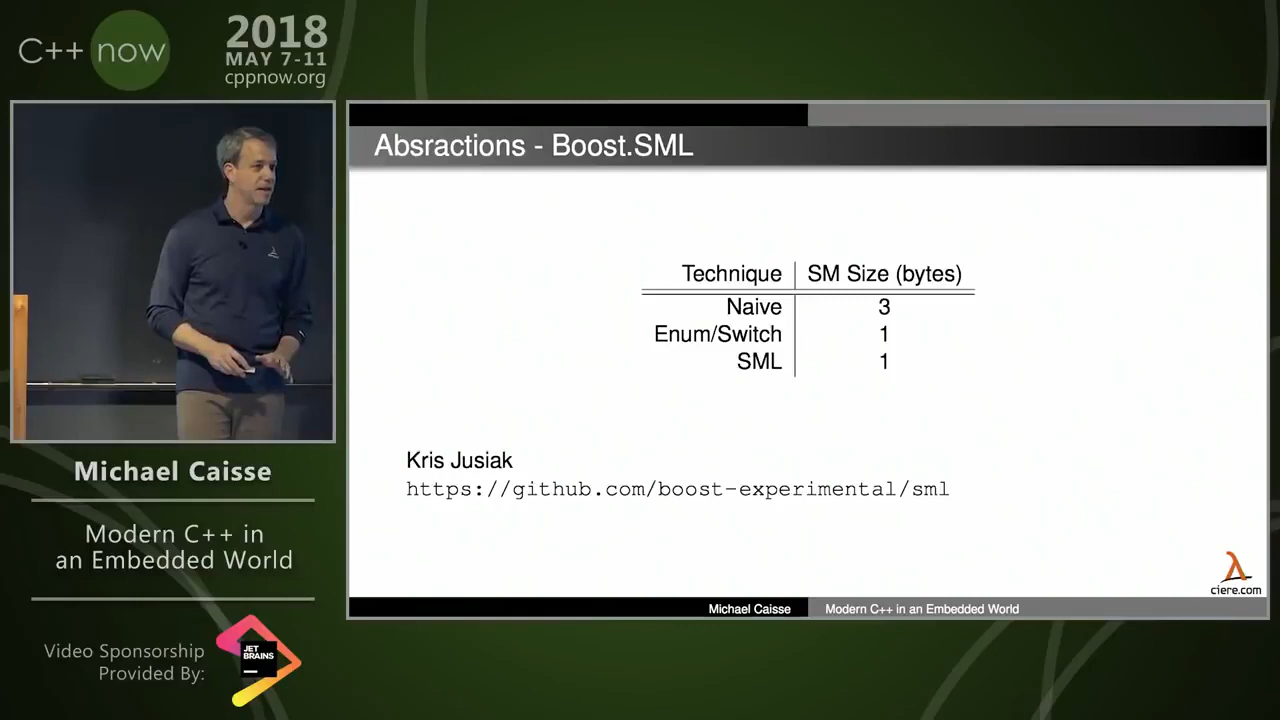 C++ now
2018
MAY 7-11
cppnow.org
Absractions - Boost.SML
Technique SM Size (bytes)
Naive 3
Enum/Switch 1
SML 1
Kris Jusiak
https://github.com/boost-experimental/sml
λ
ciere.com
Michael Caisse Modern C++ in an Embedded World
Michael Caisse
Modern C++ in
an Embedded World
Video Sponsorship
Provided By:
JET
BRAINS